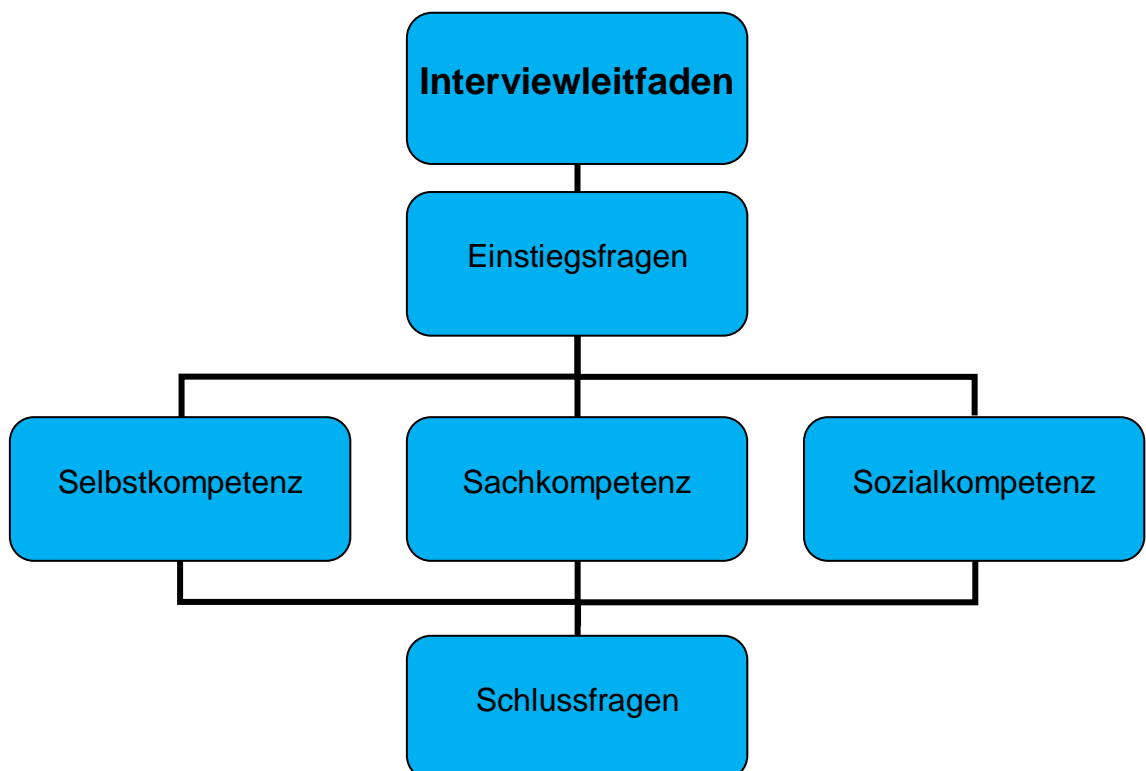 Interviewleitfaden
Einstiegsfragen
Selbstkompetenz
Sachkompetenz
Sozialkompetenz
Schlussfragen